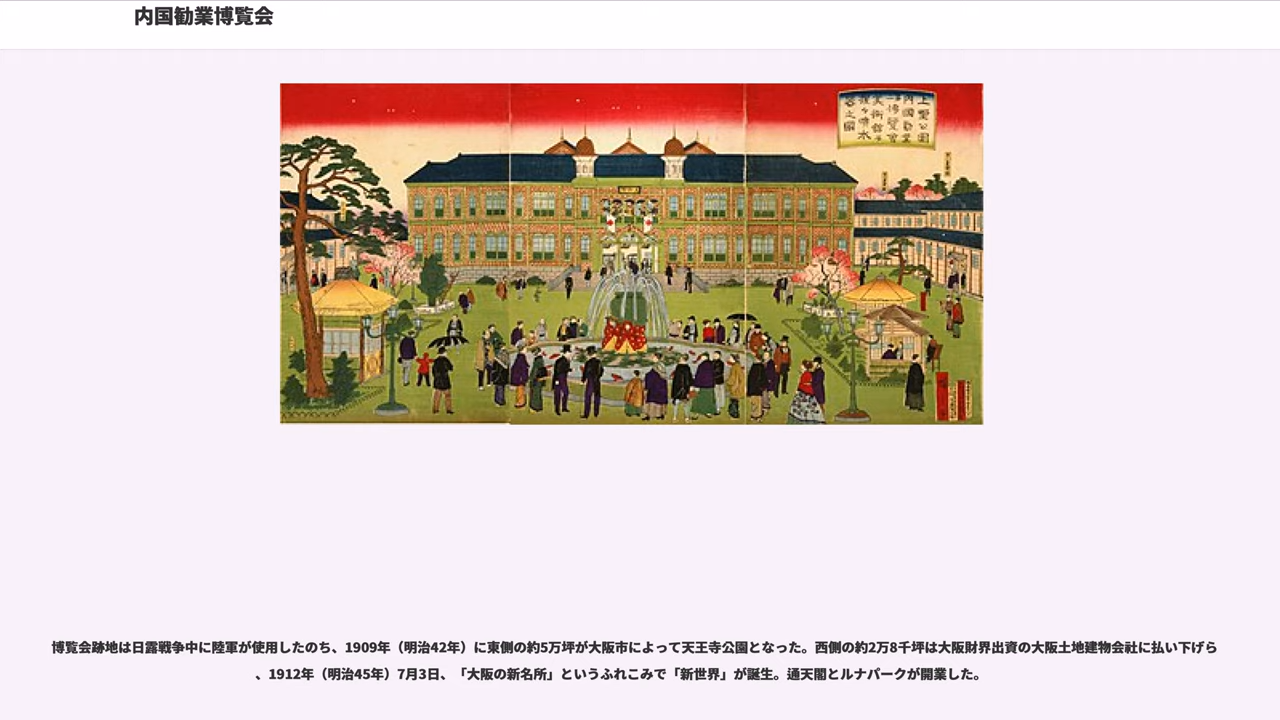 内国勧業博覧会
博覧会跡地は日露戦争中に陸軍が使用したのち、1909年（明治42年）に東側の約5万坪が大阪市によって天王寺公園となった。西側の約2万8千坪は大阪財界出資の大阪土地建物会社に払い下げら
、1912年（明治45年）7月3日、「大阪の新名所」というふれこみで「新世界」が誕生。通天閣とルナパークが開業した。